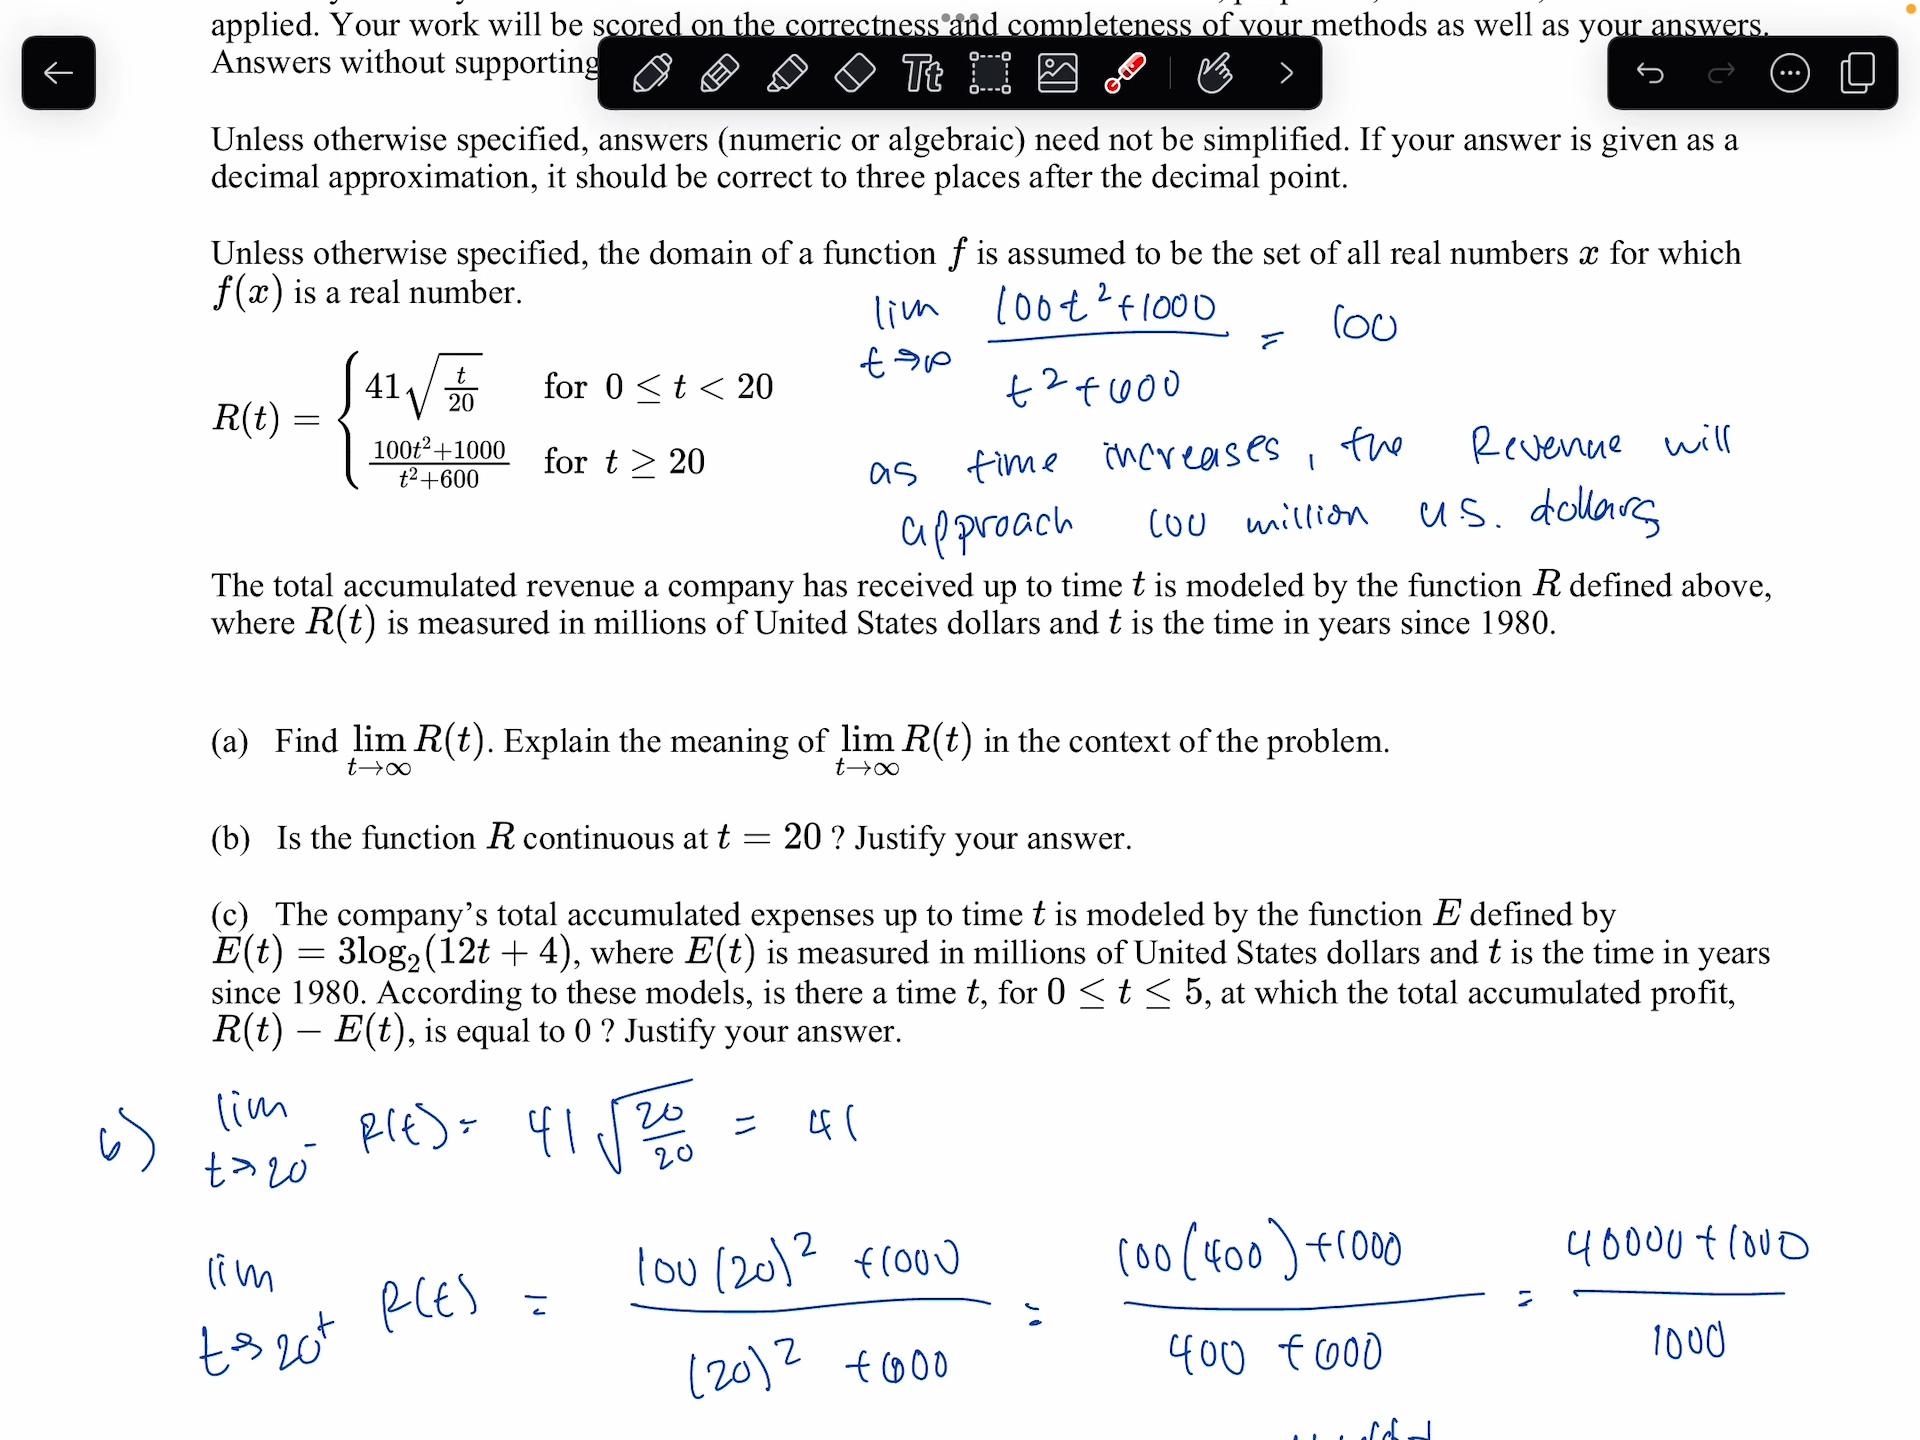 applied. Your work will be scored on the correctness and completeness of your methods as well as your answers.
Answers without supporting
Tt
Unless otherwise specified, answers (numeric or algebraic) need not be simplified. If your answer is given as a
decimal approximation, it should be correct to three places after the decimal point.
Unless otherwise specified, the domain of a function f is assumed to be the set of all real numbers x for which
f(x) is a real number.
lim t→∞ (100t²+1000)/(t²+600) = 100
R(t) = { 41√(t/20) for 0 ≤ t < 20
(100t²+1000)/(t²+600) for t ≥ 20
as time increases, the Revenue will
approach 100 million U.S. dollars
The total accumulated revenue a company has received up to time t is modeled by the function R defined above,
where R(t) is measured in millions of United States dollars and t is the time in years since 1980.
(a) Find lim t→∞ R(t). Explain the meaning of lim t→∞ R(t) in the context of the problem.
(b) Is the function R continuous at t = 20 ? Justify your answer.
(c) The company's total accumulated expenses up to time t is modeled by the function E defined by
E(t) = 3log₂(12t + 4), where E(t) is measured in millions of United States dollars and t is the time in years
since 1980. According to these models, is there a time t, for 0 ≤ t ≤ 5, at which the total accumulated profit,
R(t) − E(t), is equal to 0 ? Justify your answer.
b) lim t→20⁻ R(t) = 41√(20/20) = 41
lim t→20⁺ R(t) = (100(20)²+1000)/((20)²+600) = (100(400)+1000)/(400+600) = (40000+1000)/1000